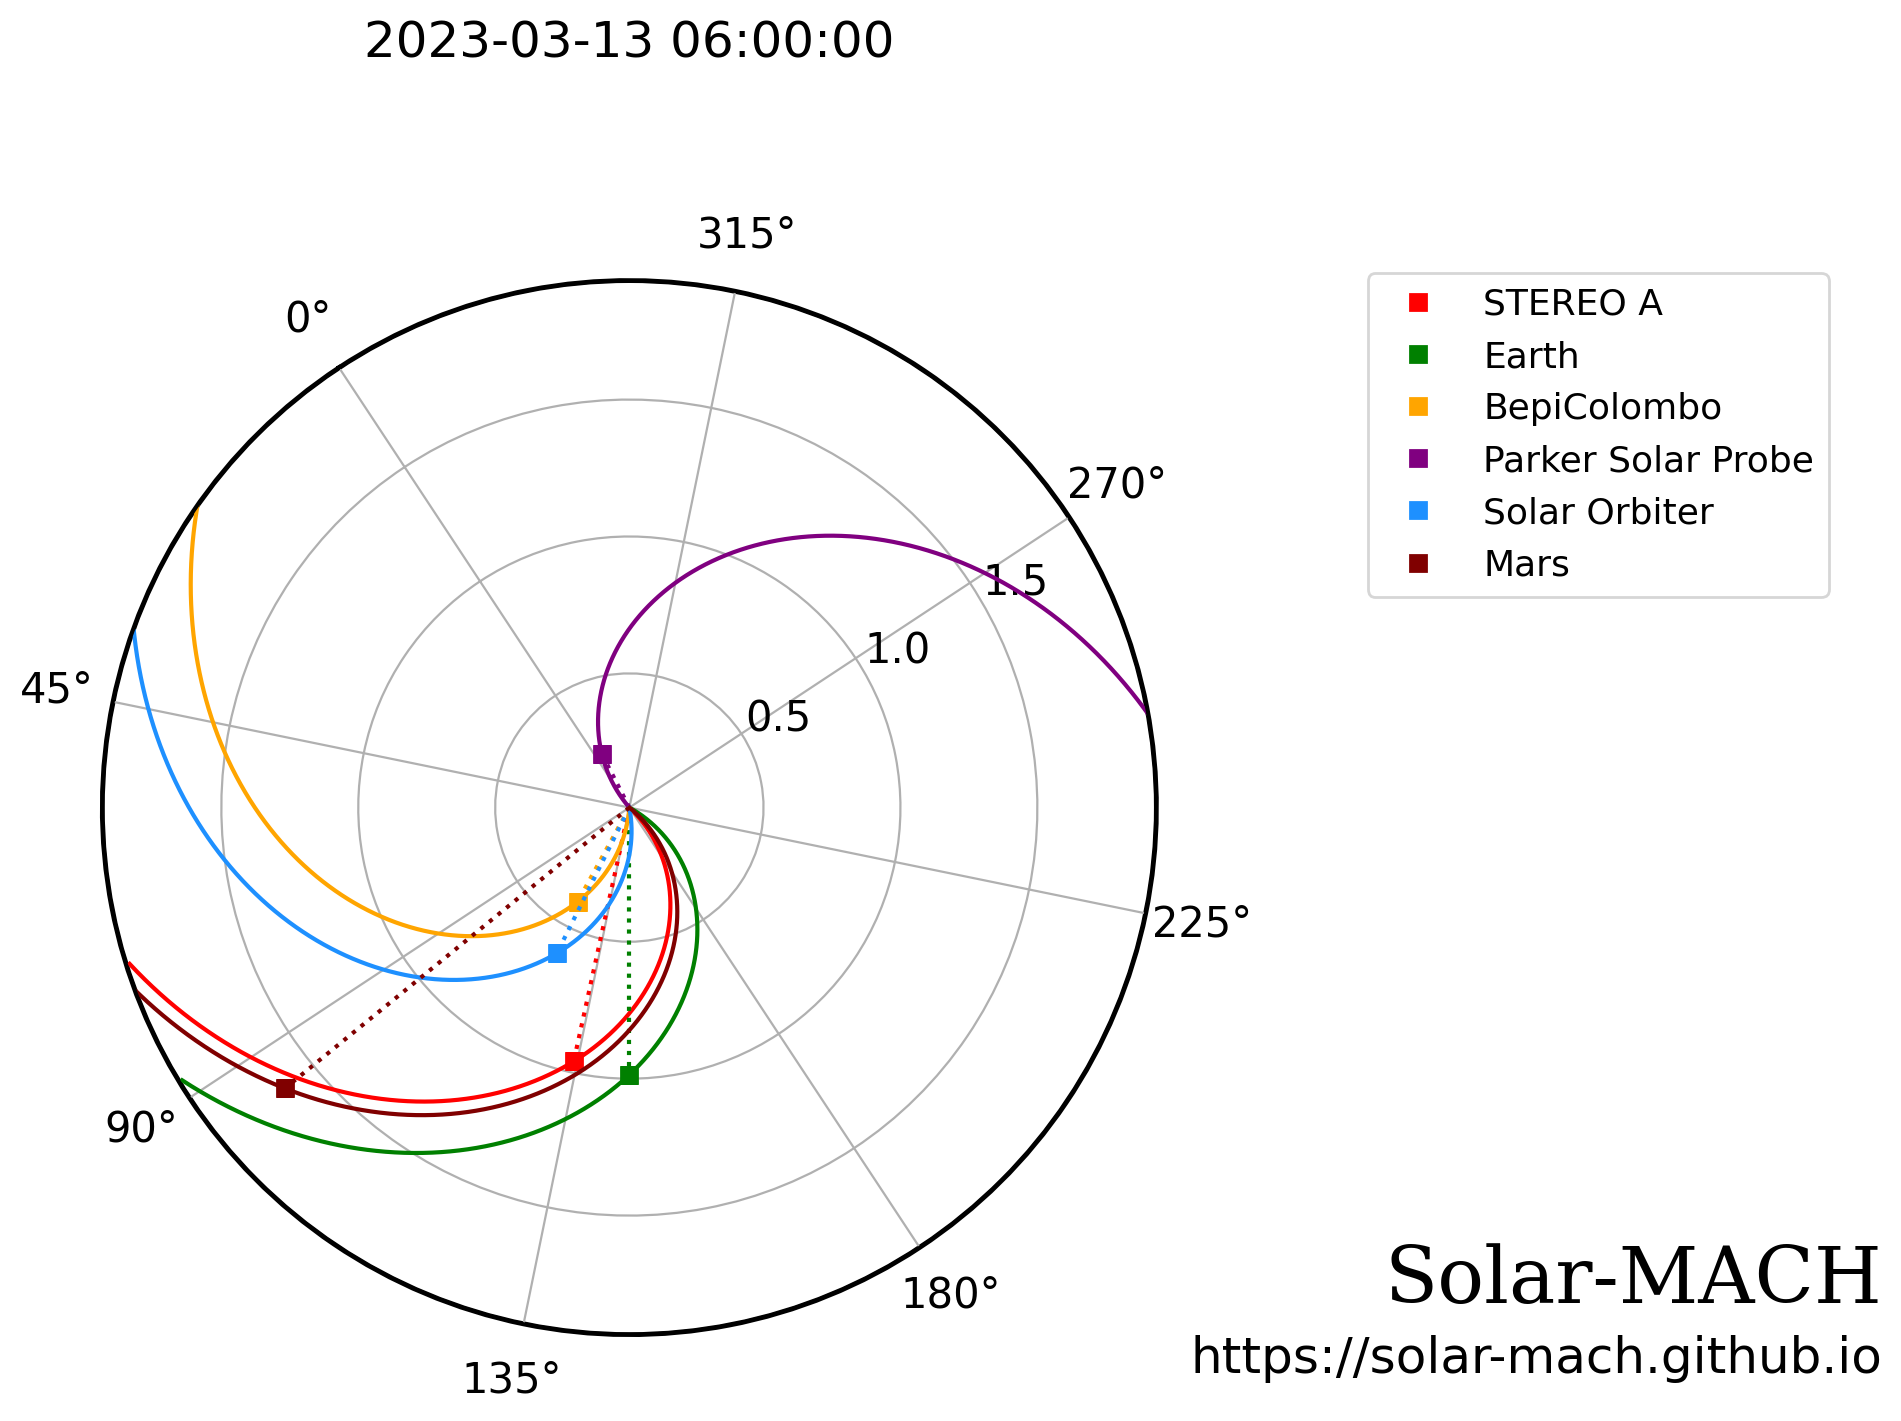 2023-03-13 06:00:00
315°
0°
270°
45°
1.5
1.0
0.5
225°
90°
180°
135°
STEREO A
Earth
BepiColombo
Parker Solar Probe
Solar Orbiter
Mars
Solar-MACH
https://solar-mach.github.io